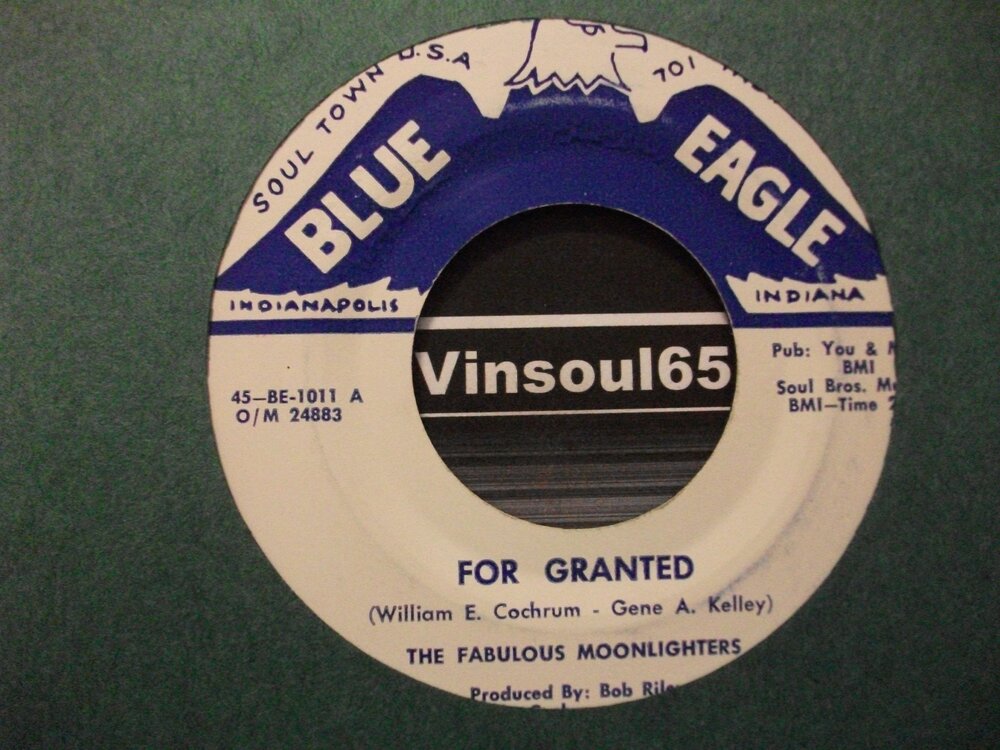 SOUL TOWN U.S.A
701
BLUE EAGLE
INDIANAPOLIS INDIANA
Vinsoul65
45—BE-1011 A
O/M 24883
Pub: You &
BMI
Soul Bros.
BMI—Time
FOR GRANTED
(William E. Cochrum - Gene A. Kelley)
THE FABULOUS MOONLIGHTERS
Produced By: Bob